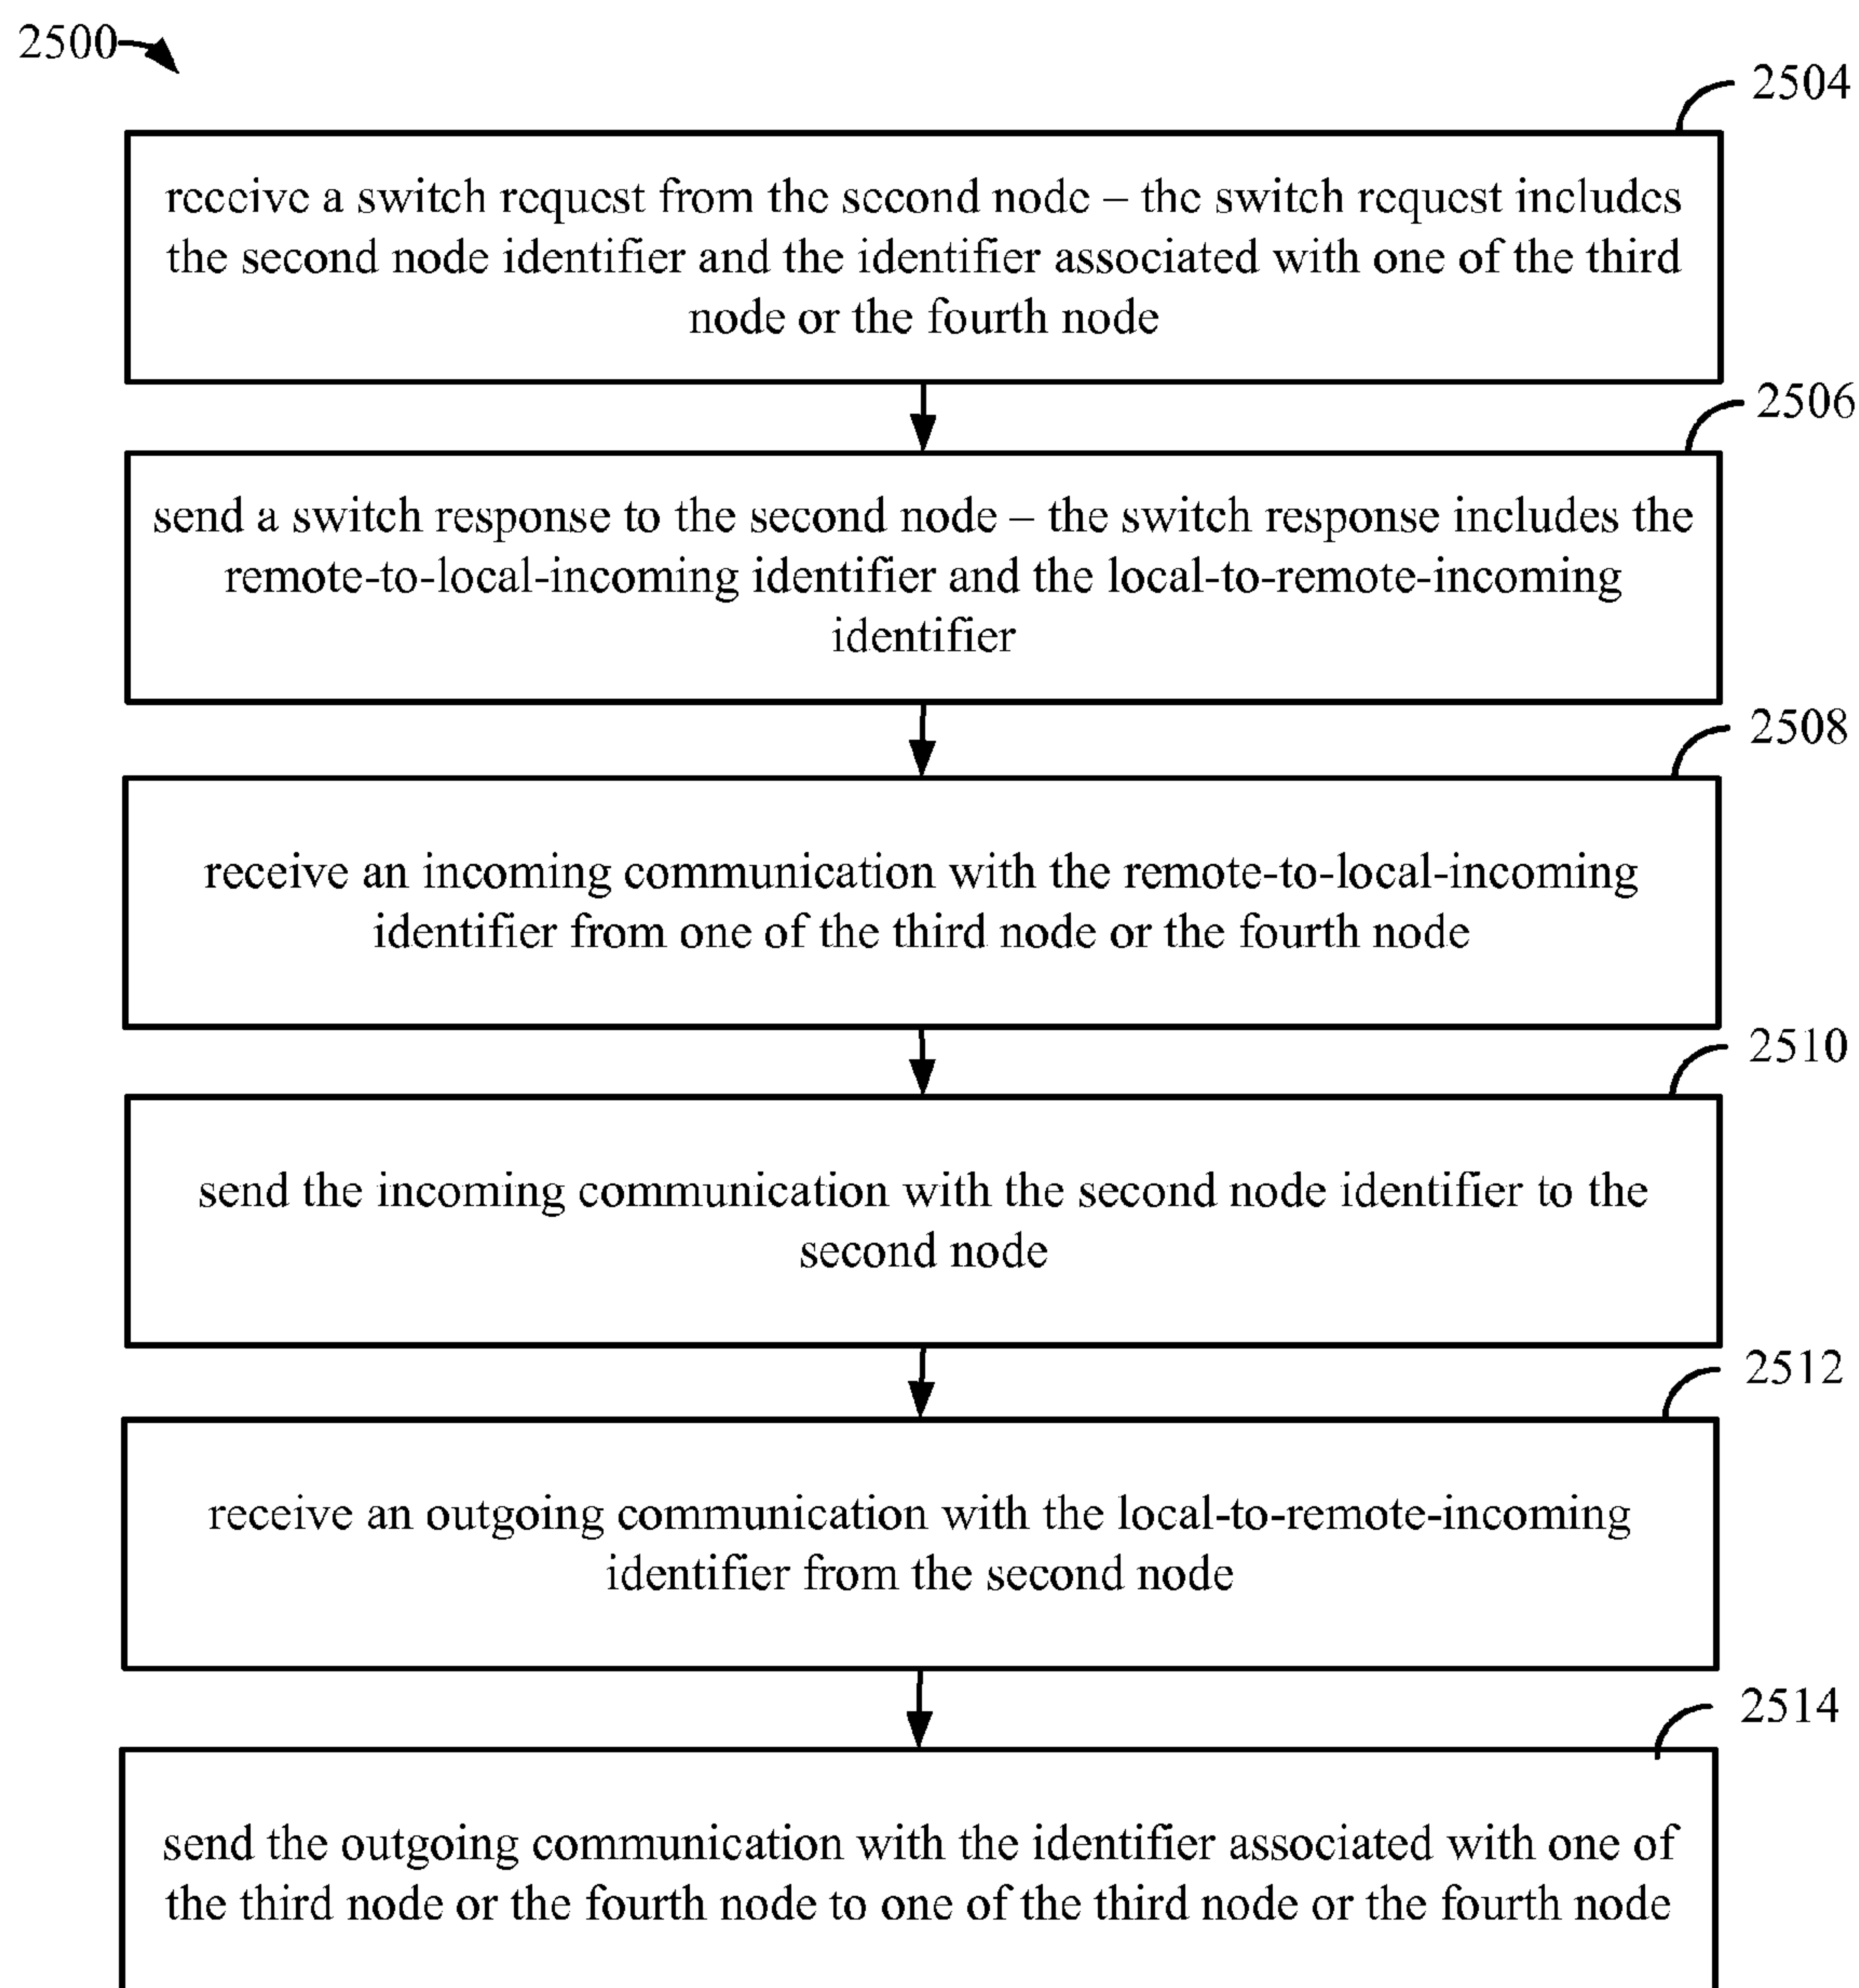 2500
2504
receive a switch request from the second node – the switch request includes
the second node identifier and the identifier associated with one of the third
node or the fourth node
2506
send a switch response to the second node – the switch response includes the
remote-to-local-incoming identifier and the local-to-remote-incoming
identifier
2508
receive an incoming communication with the remote-to-local-incoming
identifier from one of the third node or the fourth node
2510
send the incoming communication with the second node identifier to the
second node
2512
receive an outgoing communication with the local-to-remote-incoming
identifier from the second node
2514
send the outgoing communication with the identifier associated with one of
the third node or the fourth node to one of the third node or the fourth node